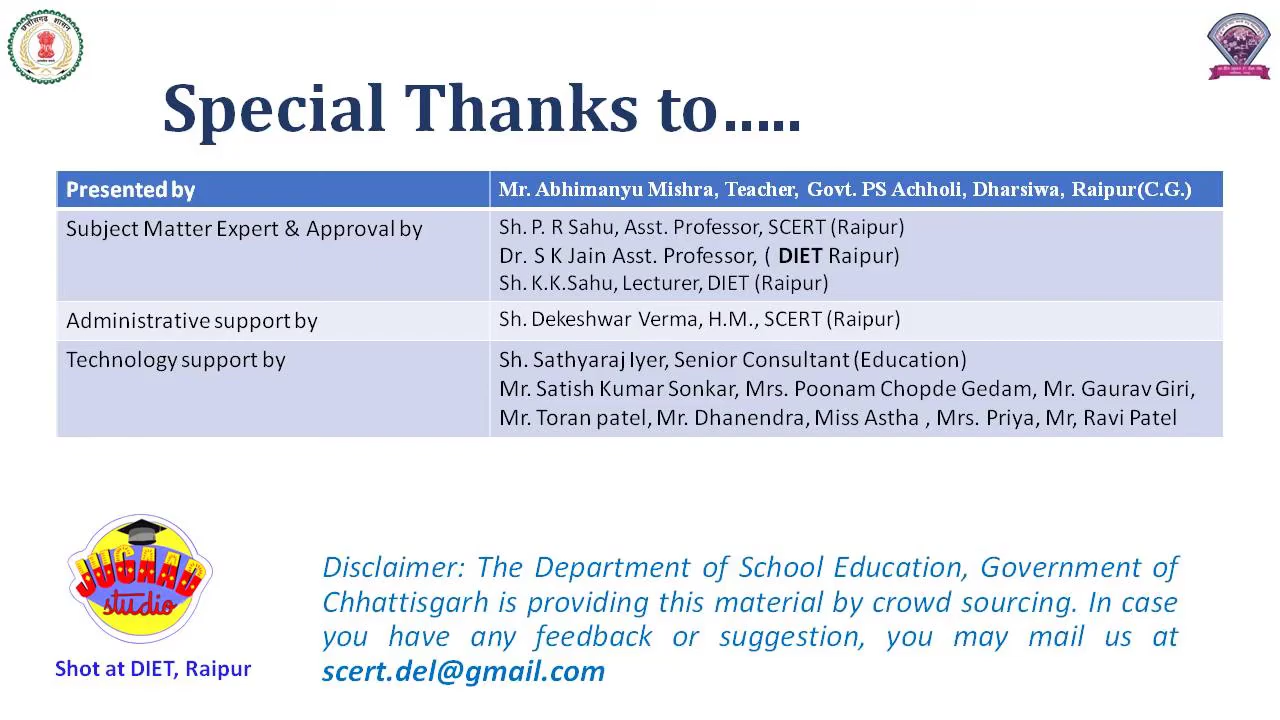 छत्तीसगढ़ शासन
Special Thanks to.....
Presented by
Mr. Abhimanyu Mishra, Teacher, Govt. PS Achholi, Dharsiwa, Raipur(C.G.)
Subject Matter Expert & Approval by
Sh. P. R Sahu, Asst. Professor, SCERT (Raipur)
Dr. S K Jain Asst. Professor, ( DIET Raipur)
Sh. K.K.Sahu, Lecturer, DIET (Raipur)
Administrative support by
Sh. Dekeshwar Verma, H.M., SCERT (Raipur)
Technology support by
Sh. Sathyaraj Iyer, Senior Consultant (Education)
Mr. Satish Kumar Sonkar, Mrs. Poonam Chopde Gedam, Mr. Gaurav Giri,
Mr. Toran patel, Mr. Dhanendra, Miss Astha , Mrs. Priya, Mr, Ravi Patel
JUGAAD
studio
Shot at DIET, Raipur
Disclaimer: The Department of School Education, Government of
Chhattisgarh is providing this material by crowd sourcing. In case
you have any feedback or suggestion, you may mail us at
scert.del@gmail.com